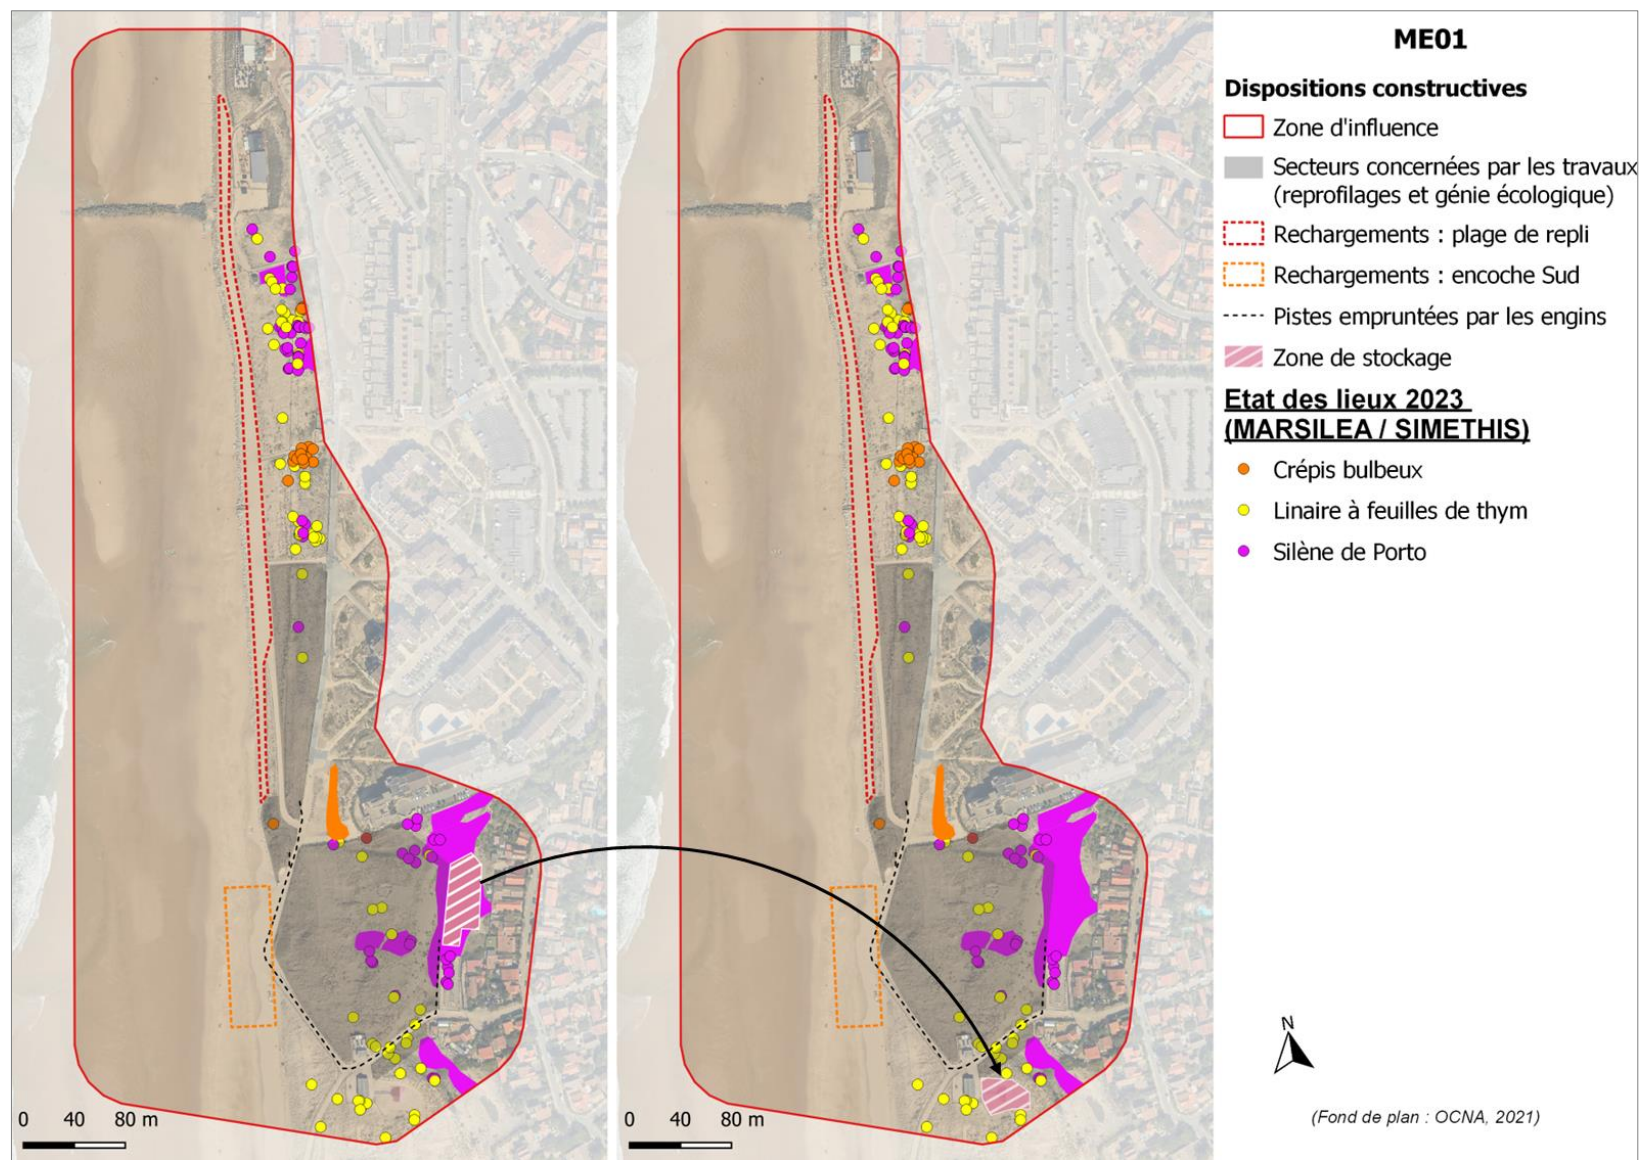 ME01
Dispositions constructives
Zone d'influence
Secteurs concernées par les travaux
(reprofilages et génie écologique)
Rechargements : plage de repli
Rechargements : encoche Sud
Pistes empruntées par les engins
Zone de stockage
Etat des lieux 2023
(MARSILEA / SIMETHIS)
Crépis bulbeux
Linaire à feuilles de thym
Silène de Porto
N
(Fond de plan : OCNA, 2021)
0 40 80 m
0 40 80 m